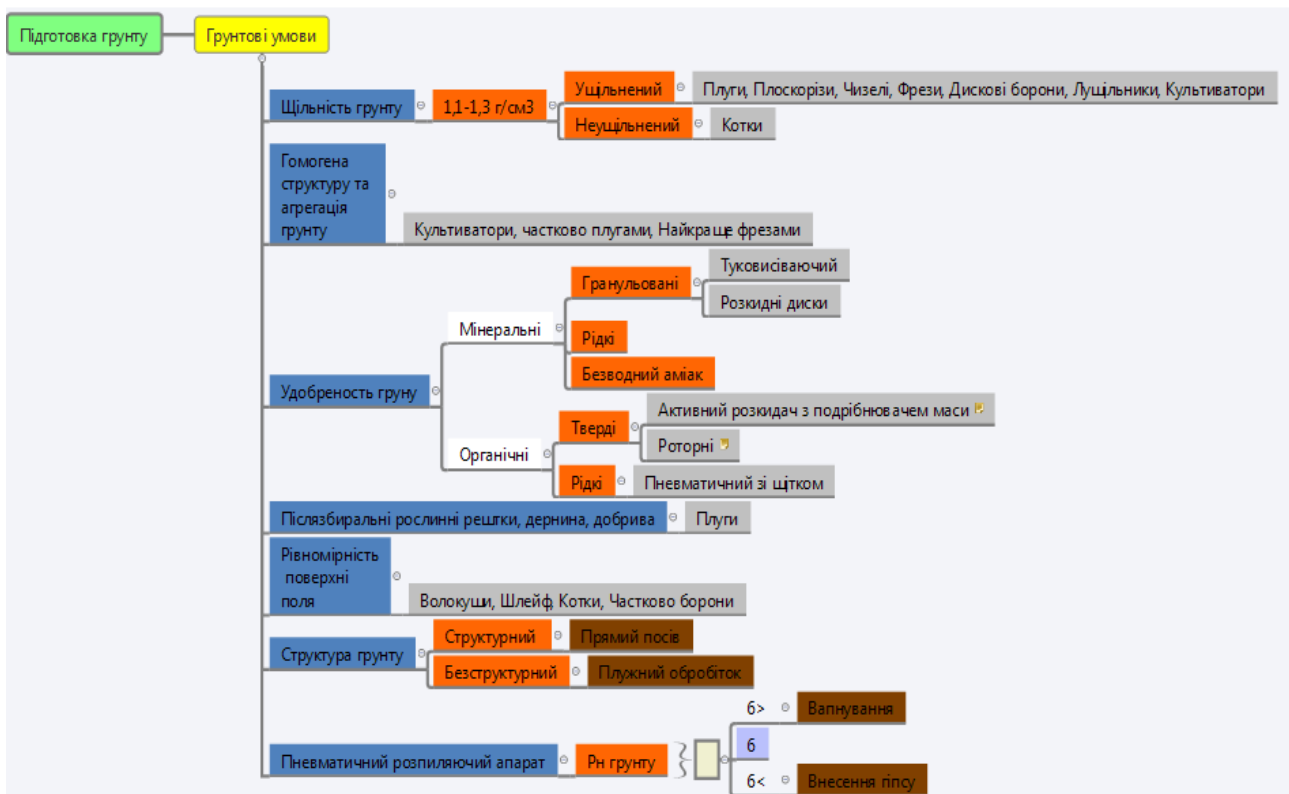 Підготовка грунту
Грунтові умови
Щільність грунту
1,1-1,3 г/см3
Ущільнений
Плуги, Плоскорізи, Чизелі, Фрези, Дискові борони, Лущільники, Культиватори
Неущільнений
Котки
Гомогена
структуру та
агрегація
грунту
Культиватори, частково плугами, Найкраще фрезами
Удобреность груну
Мінеральні
Гранульовані
Туковисіваючий
Розкидні диски
Рідкі
Безводний аміак
Органічні
Тверді
Активний розкидач з подрібнювачем маси
Роторні
Рідкі
Пневматичний зі щітком
Післязбиральні рослинні рештки, дернина, добрива
Плуги
Рівномірність
поверхні
поля
Волокуши, Шлейф, Котки, Частково борони
Структура грунту
Структурний
Прямий посів
Безструктурний
Плужний обробіток
Пневматичний розпиляючий апарат
Рн грунту
6>
Вапнування
6
6<
Внесення гіпсу